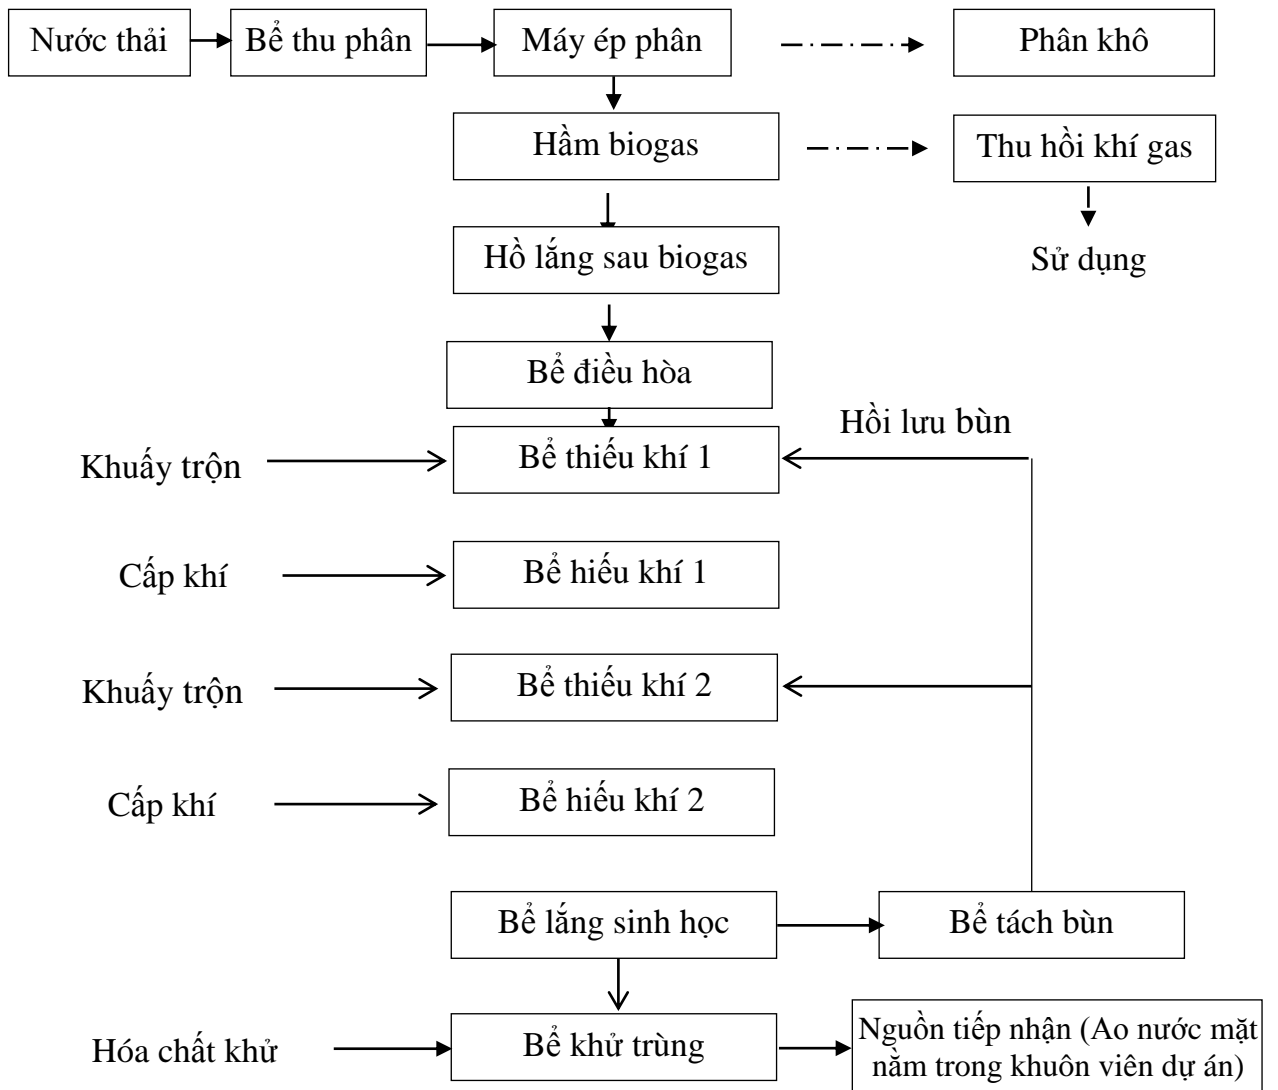 Nước thải
Bể thu phân
Máy ép phân
Phân khô
Hầm biogas
Thu hồi khí gas
Hồ lắng sau biogas
Sử dụng
Bể điều hòa
Hồi lưu bùn
Khuấy trộn
Bể thiếu khí 1
Cấp khí
Bể hiếu khí 1
Khuấy trộn
Bể thiếu khí 2
Cấp khí
Bể hiếu khí 2
Bể lắng sinh học
Bể tách bùn
Hóa chất khử
Bể khử trùng
Nguồn tiếp nhận (Ao nước mặt
nằm trong khuôn viên dự án)